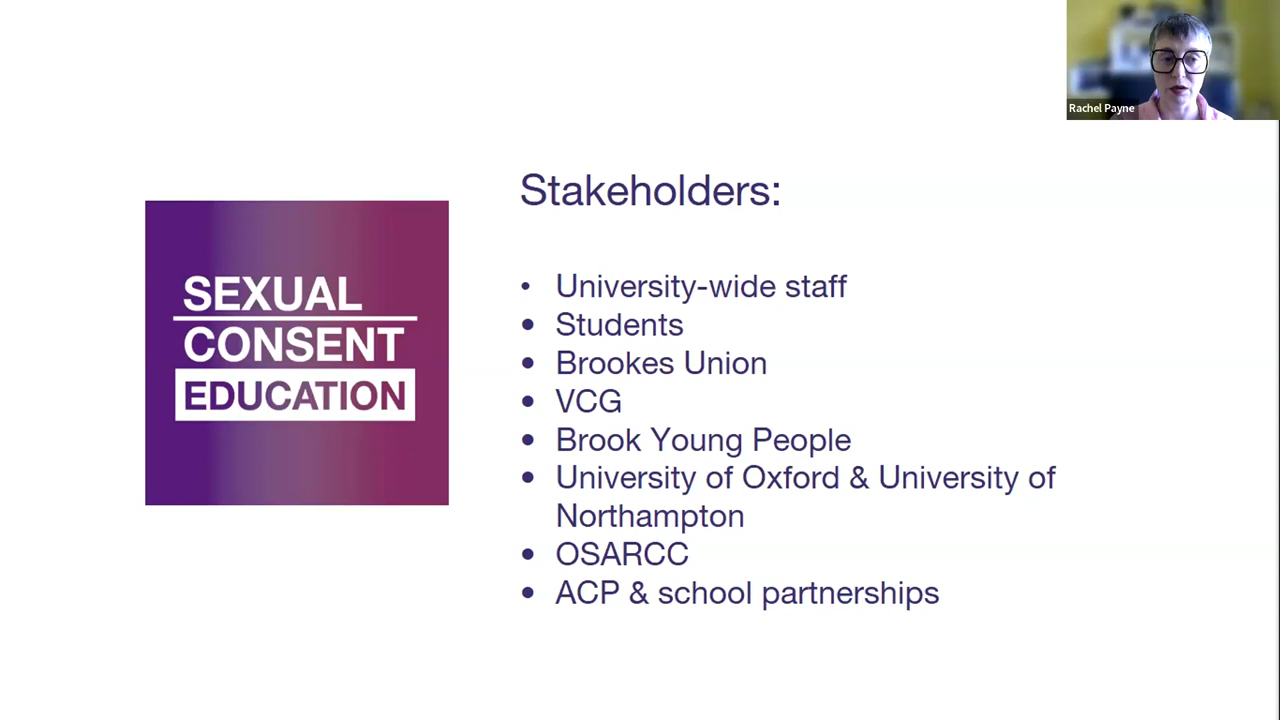 Rachel Payne
Stakeholders:
SEXUAL
CONSENT
EDUCATION
• University-wide staff
• Students
• Brookes Union
• VCG
• Brook Young People
• University of Oxford & University of
Northampton
• OSARCC
• ACP & school partnerships